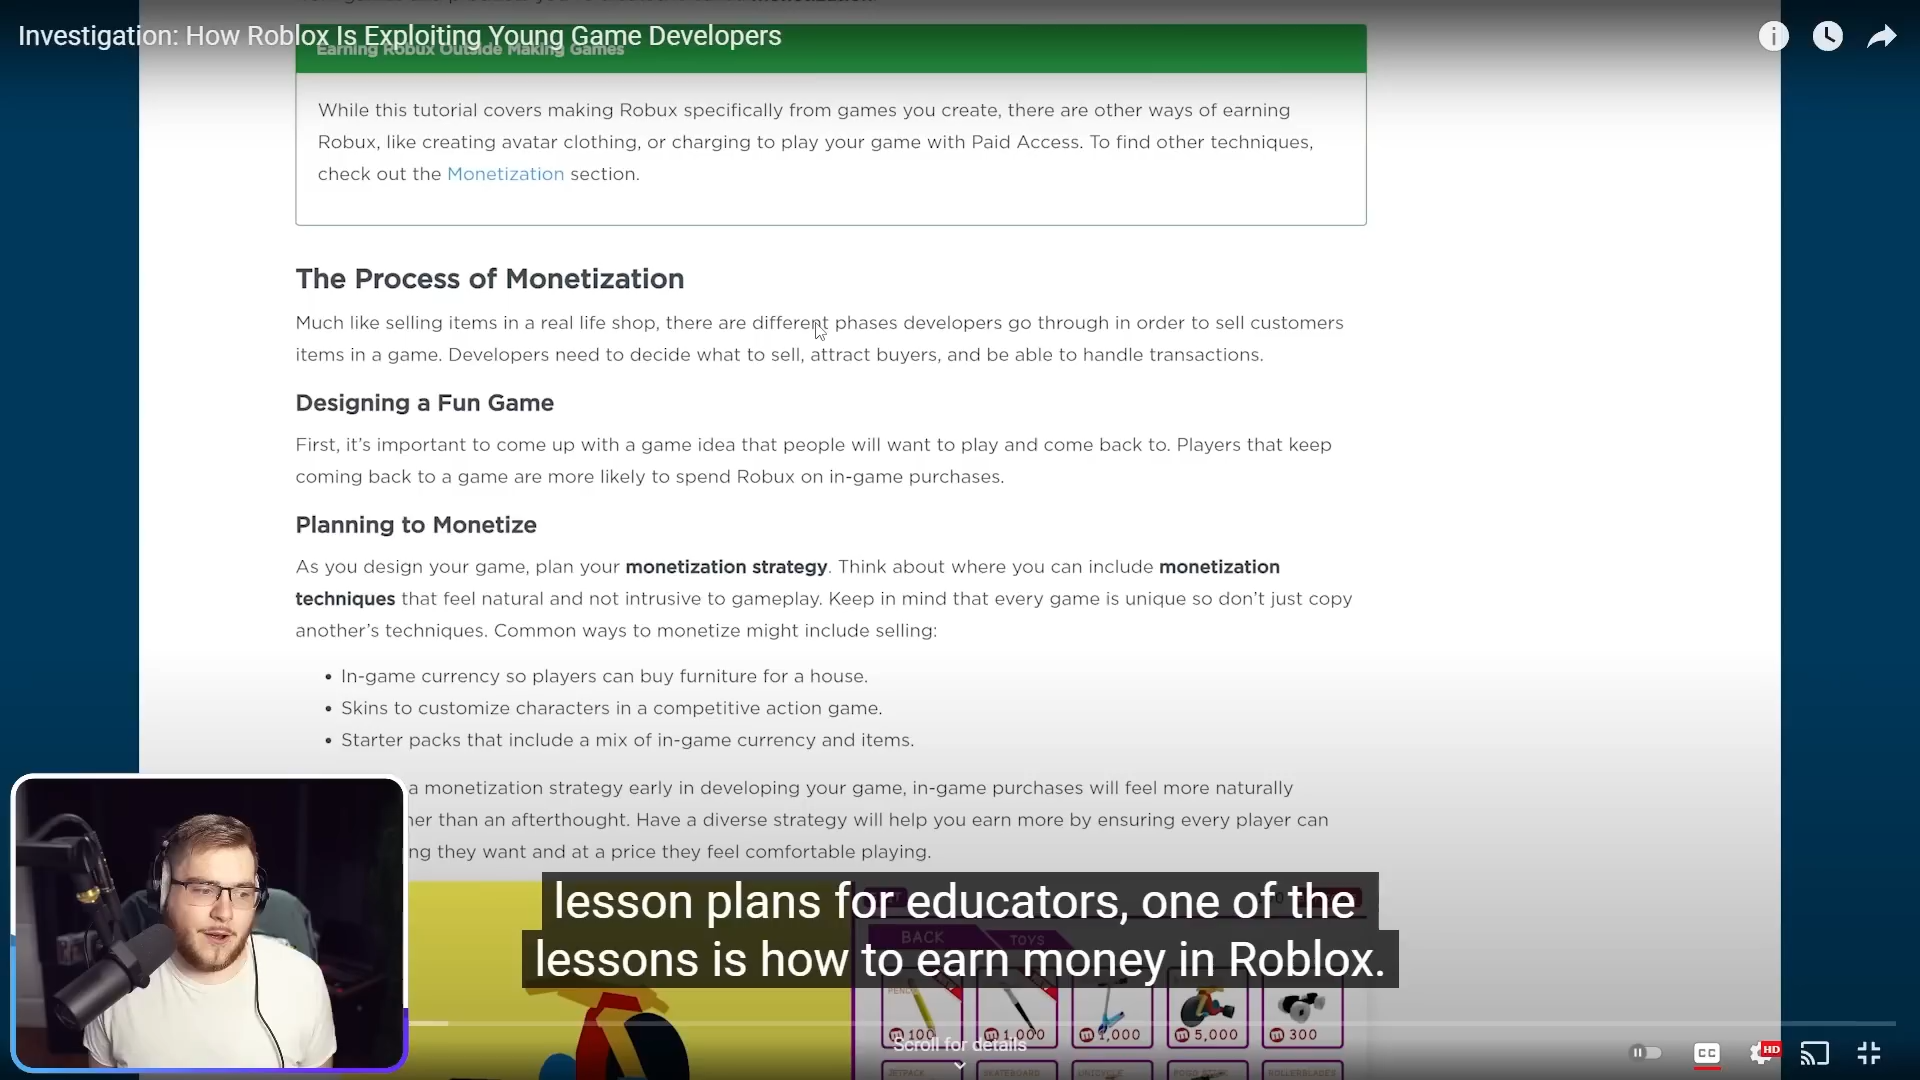 Investigation: How Roblox Is Exploiting Young Game Developers
Earning Robux Outside Making Games
While this tutorial covers making Robux specifically from games you create, there are other ways of earning
Robux, like creating avatar clothing, or charging to play your game with Paid Access. To find other techniques,
check out the Monetization section.
The Process of Monetization
Much like selling items in a real life shop, there are different phases developers go through in order to sell customers
items in a game. Developers need to decide what to sell, attract buyers, and be able to handle transactions.
Designing a Fun Game
First, it's important to come up with a game idea that people will want to play and come back to. Players that keep
coming back to a game are more likely to spend Robux on in-game purchases.
Planning to Monetize
As you design your game, plan your monetization strategy. Think about where you can include monetization
techniques that feel natural and not intrusive to gameplay. Keep in mind that every game is unique so don't just copy
another's techniques. Common ways to monetize might include selling:
• In-game currency so players can buy furniture for a house.
• Skins to customize characters in a competitive action game.
• Starter packs that include a mix of in-game currency and items.
a monetization strategy early in developing your game, in-game purchases will feel more naturally
her than an afterthought. Have a diverse strategy will help you earn more by ensuring every player can
ng they want and at a price they feel comfortable playing.
lesson plans for educators, one of the
lessons is how to earn money in Roblox.
BACK TOYS
100 1,000 1,000 5,000 300
Scroll for details
JETPACK SKATEBOARD UNICYCLE POGO STICK ROLLERBLADES
CC HD